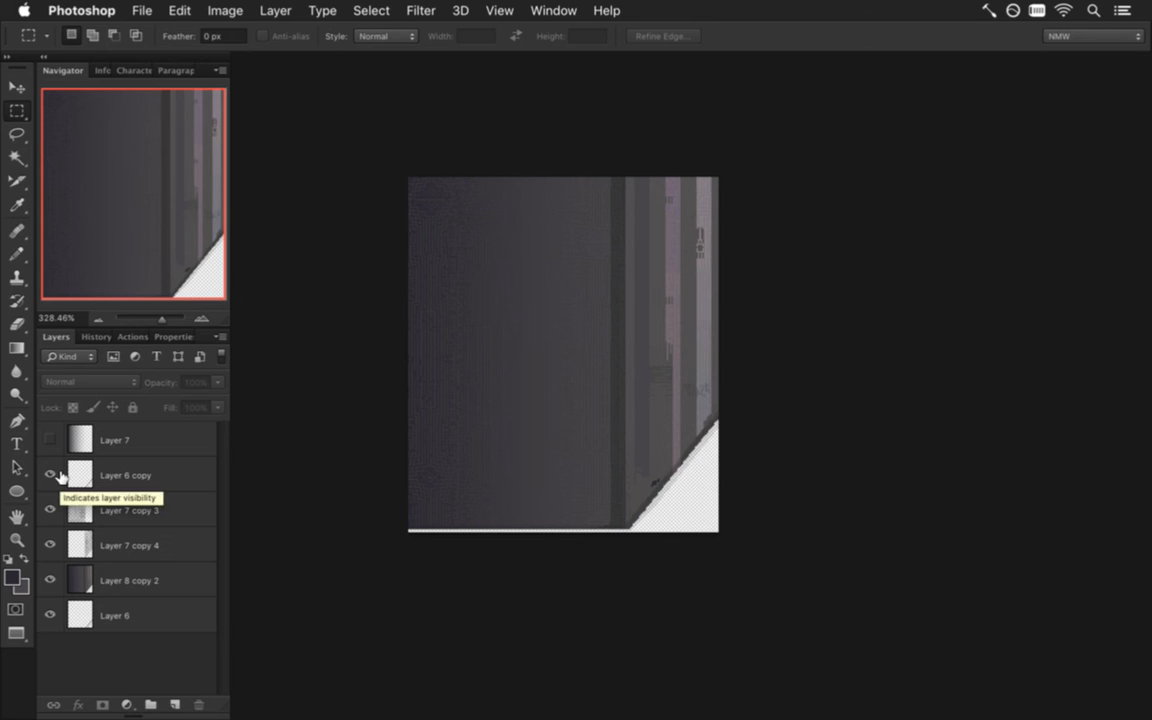 Photoshop File Edit Image Layer Type Select Filter 3D View Window Help
Feather: 0 px Anti-alias Style: Normal Width: Height: Refine Edge... NMW
Navigator Info Characte Paragrap
328.46%
Layers History Actions Propertie
Kind
Normal Opacity: 100%
Lock: Fill: 100%
Layer 7
Layer 6 copy
Indicates layer visibility
Layer 7 copy 3
Layer 7 copy 4
Layer 8 copy 2
Layer 6